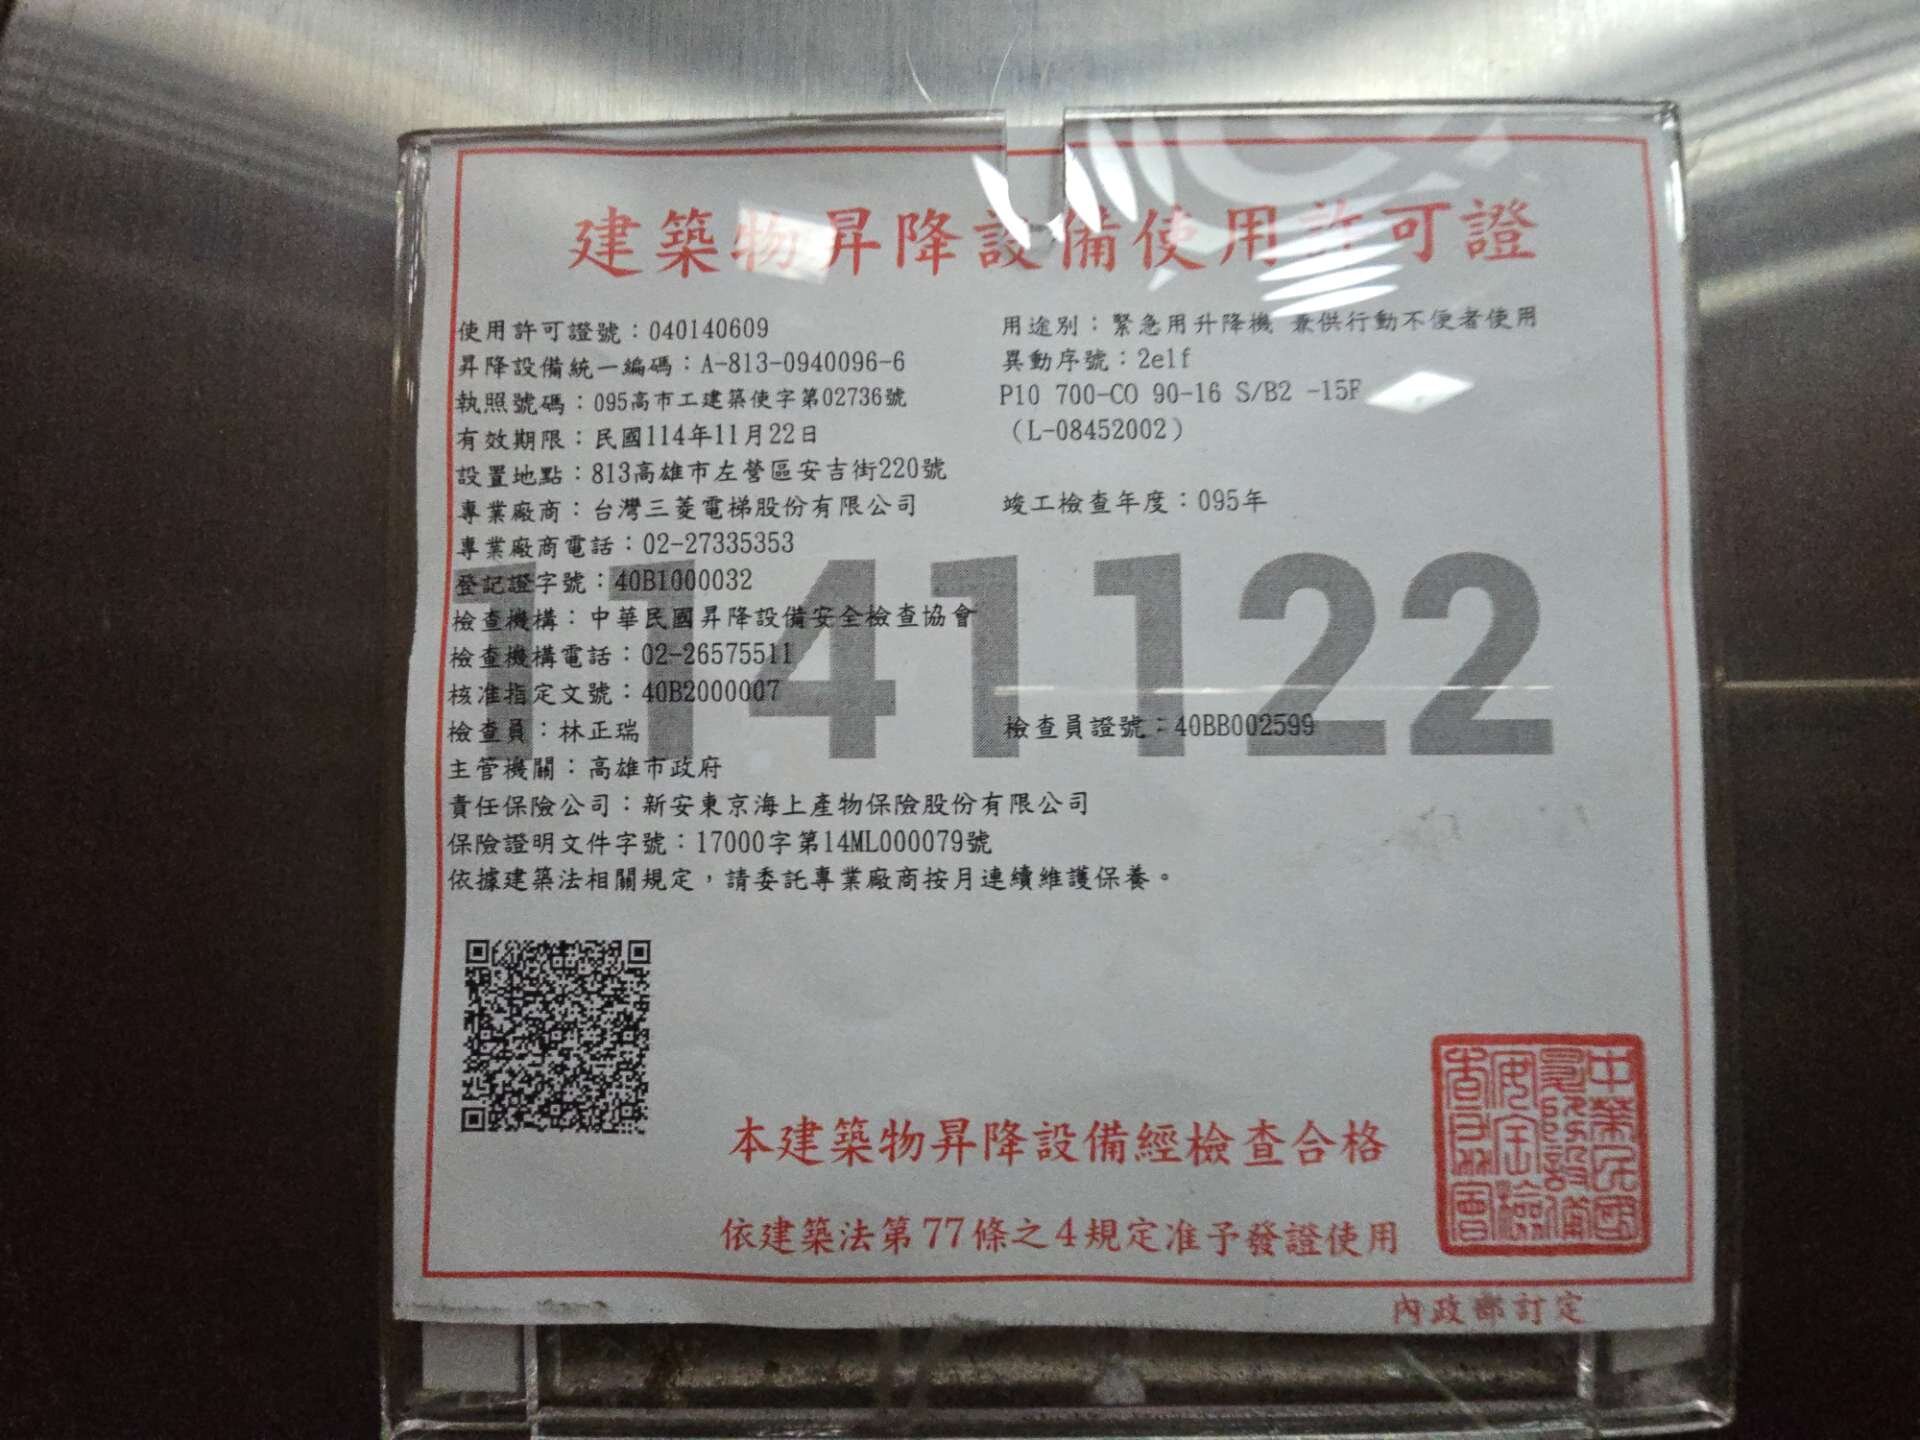 建築物昇降設備使用許可證
使用許可證號：040140609
用途別：緊急用升降機 兼供行動不便者使用
昇降設備統一編碼：A-813-0940096-6
異動序號：2e1f
執照號碼：095高市工建築使字第02736號
P10 700-CO 90-16 S/B2 -15F
有效期限：民國114年11月22日
（L-08452002）
設置地點：813高雄市左營區安吉街220號
專業廠商：台灣三菱電梯股份有限公司
竣工檢查年度：095年
專業廠商電話：02-27335353
登記證字號：40B1000032
1141122
檢查機構：中華民國昇降設備安全檢查協會
檢查機構電話：02-26575511
核准指定文號：40B2000007
檢查員：林正瑞
檢查員證號：40BB002599
主管機關：高雄市政府
責任保險公司：新安東京海上產物保險股份有限公司
保險證明文件字號：17000字第14ML000079號
依據建築法相關規定，請委託專業廠商按月連續維護保養。
本建築物昇降設備經檢查合格
依建築法第77條之4規定准予發證使用
中華民國昇降設備安全檢查協會
內政部訂定